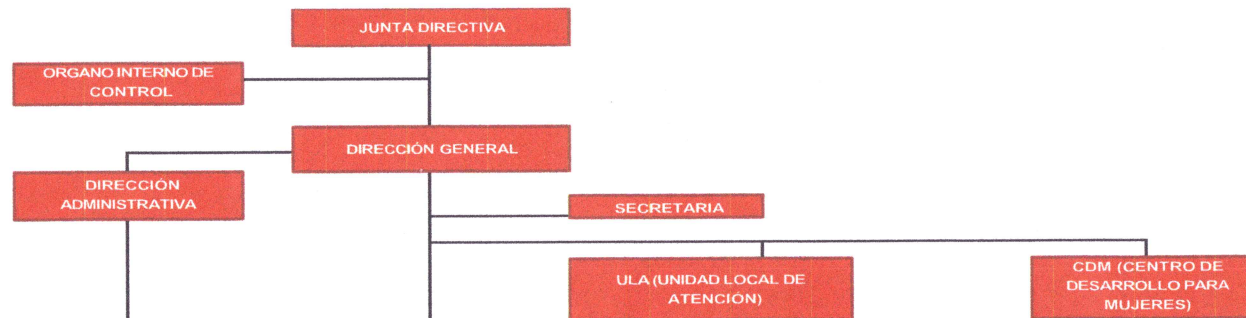 JUNTA DIRECTIVA
ORGANO INTERNO DE
CONTROL
DIRECCIÓN GENERAL
DIRECCIÓN
ADMINISTRATIVA
SECRETARIA
ULA (UNIDAD LOCAL DE
ATENCIÓN)
CDM (CENTRO DE
DESARROLLO PARA
MUJERES)